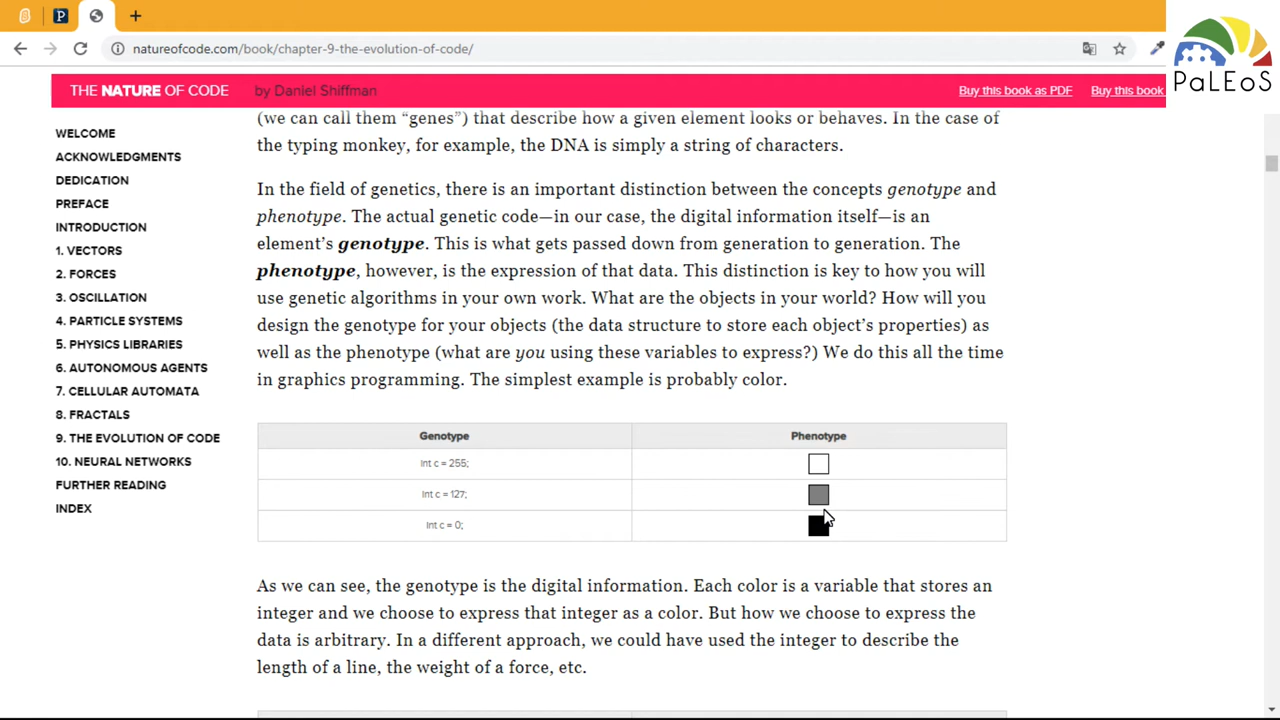 P
natureofcode.com/book/chapter-9-the-evolution-of-code/
PaLEoS
THE NATURE OF CODE by Daniel Shiffman
Buy this book as PDF Buy this book
WELCOME
ACKNOWLEDGMENTS
DEDICATION
PREFACE
INTRODUCTION
1. VECTORS
2. FORCES
3. OSCILLATION
4. PARTICLE SYSTEMS
5. PHYSICS LIBRARIES
6. AUTONOMOUS AGENTS
7. CELLULAR AUTOMATA
8. FRACTALS
9. THE EVOLUTION OF CODE
10. NEURAL NETWORKS
FURTHER READING
INDEX
(we can call them “genes”) that describe how a given element looks or behaves. In the case of
the typing monkey, for example, the DNA is simply a string of characters.
In the field of genetics, there is an important distinction between the concepts genotype and
phenotype. The actual genetic code—in our case, the digital information itself—is an
element’s genotype. This is what gets passed down from generation to generation. The
phenotype, however, is the expression of that data. This distinction is key to how you will
use genetic algorithms in your own work. What are the objects in your world? How will you
design the genotype for your objects (the data structure to store each object’s properties) as
well as the phenotype (what are you using these variables to express?) We do this all the time
in graphics programming. The simplest example is probably color.
Genotype Phenotype
Int c = 255;
Int c = 127;
Int c = 0;
As we can see, the genotype is the digital information. Each color is a variable that stores an
integer and we choose to express that integer as a color. But how we choose to express the
data is arbitrary. In a different approach, we could have used the integer to describe the
length of a line, the weight of a force, etc.